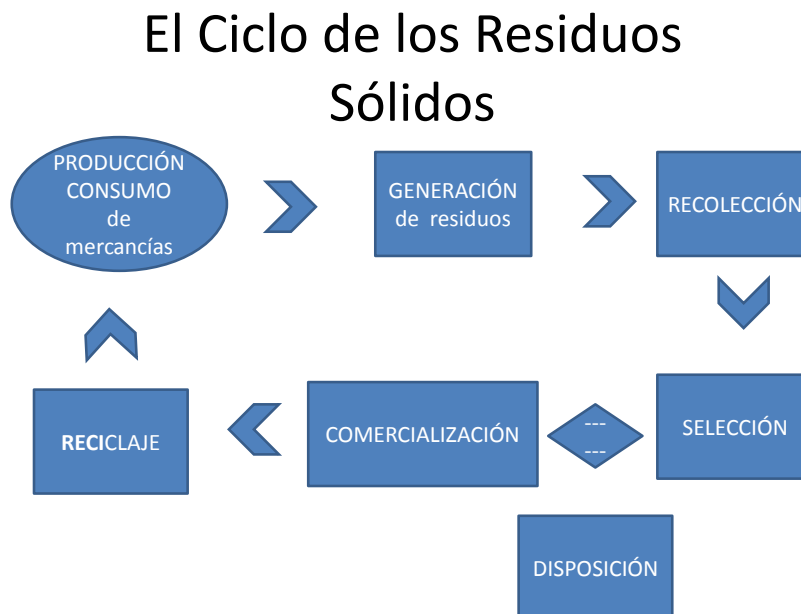 El Ciclo de los Residuos
Sólidos
PRODUCCIÓN
CONSUMO
de
mercancías
GENERACIÓN
de residuos
RECOLECCIÓN
RECICLAJE
COMERCIALIZACIÓN
---
---
SELECCIÓN
DISPOSICIÓN